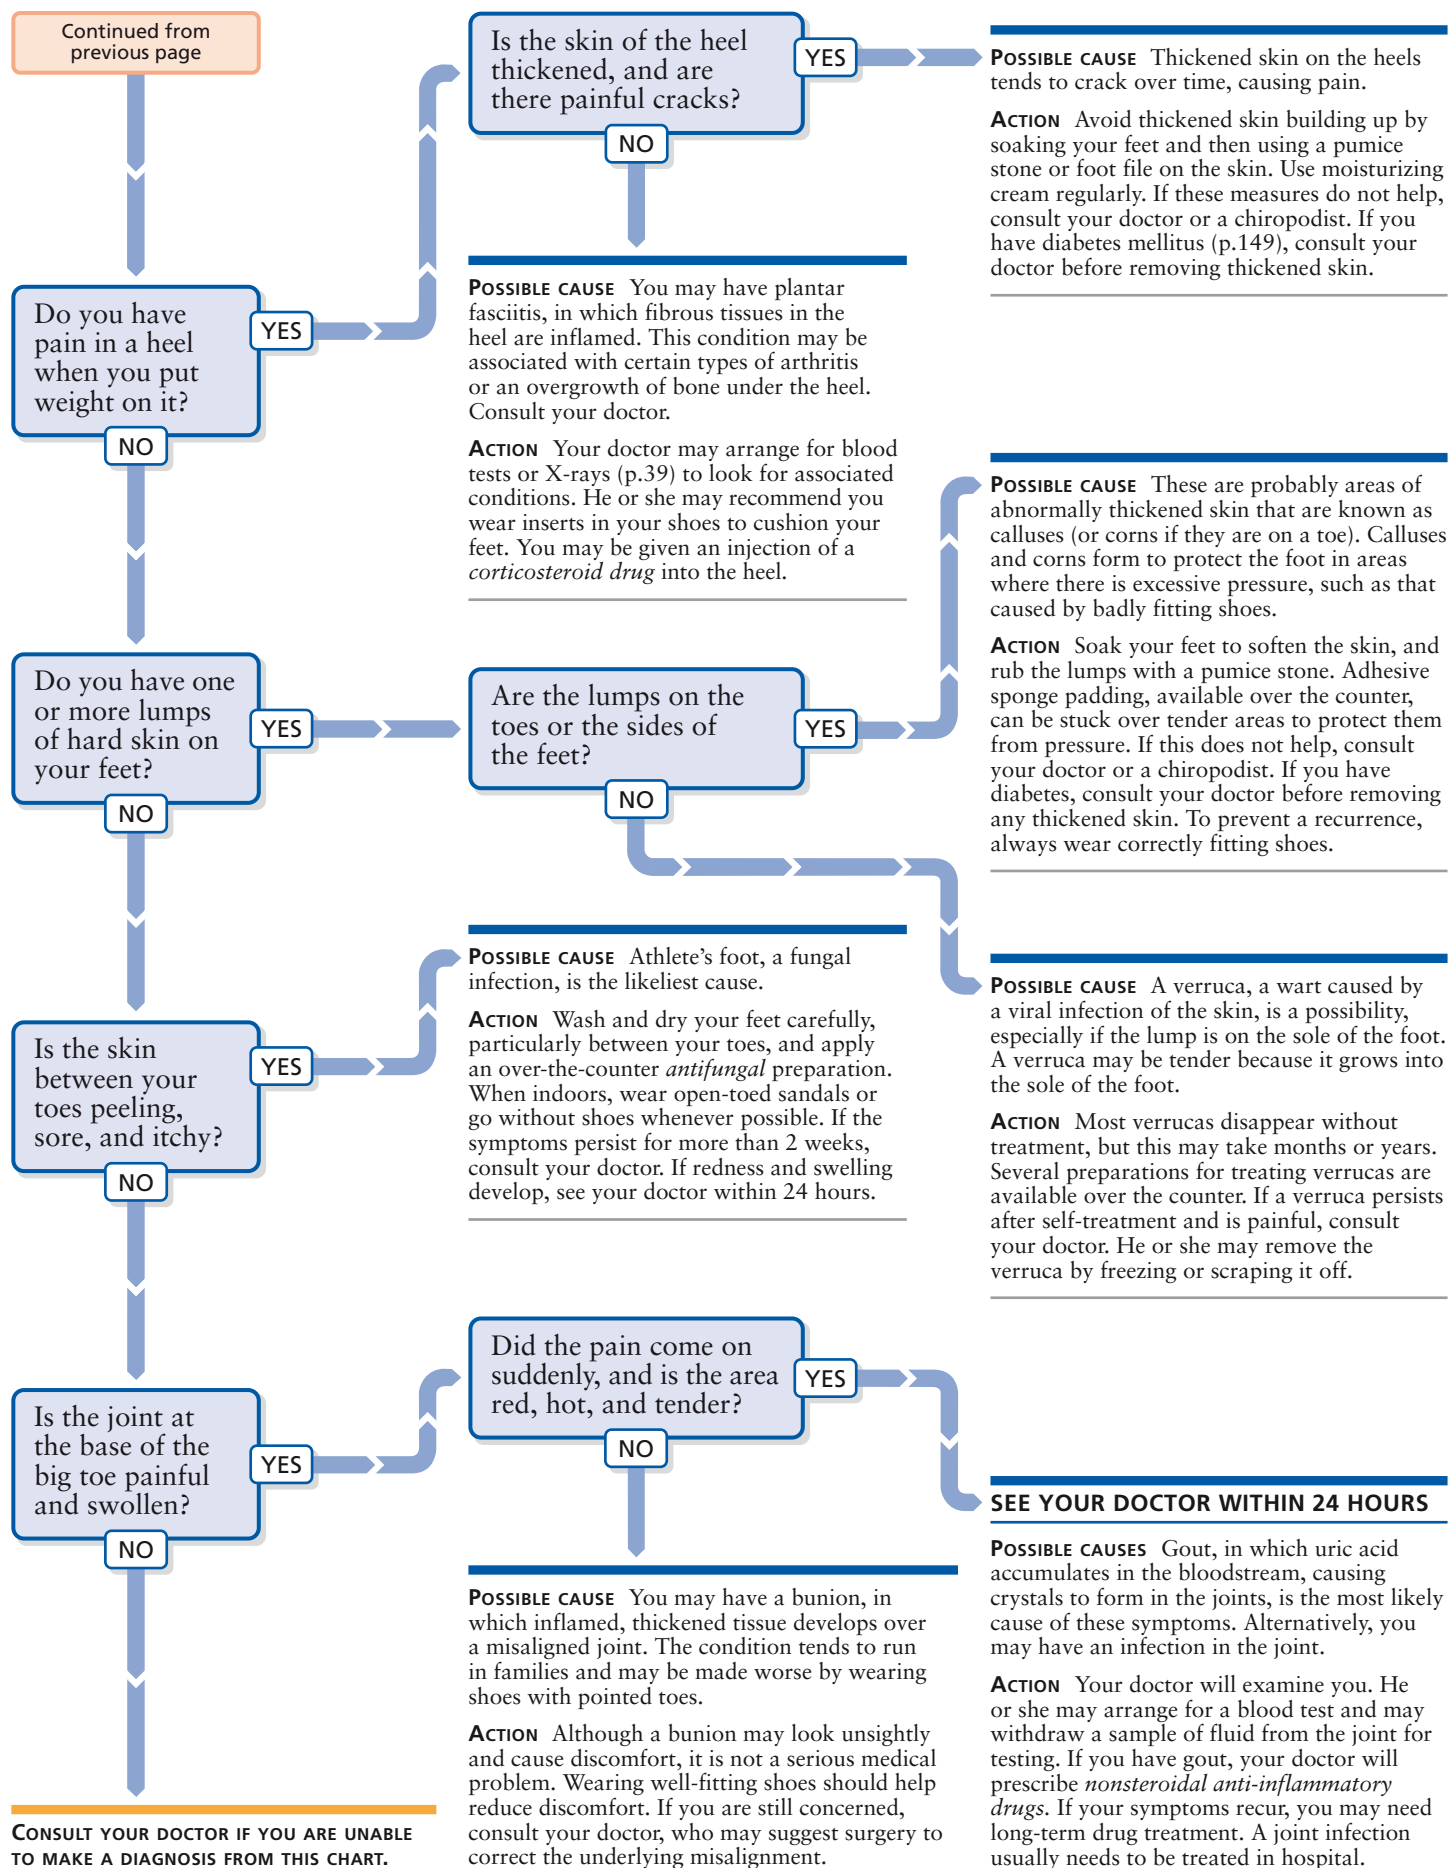 Continued from
previous page
Is the skin of the heel
thickened, and are
there painful cracks?
YES
NO
POSSIBLE CAUSE Thickened skin on the heels
tends to crack over time, causing pain.
ACTION Avoid thickened skin building up by
soaking your feet and then using a pumice
stone or foot file on the skin. Use moisturizing
cream regularly. If these measures do not help,
consult your doctor or a chiropodist. If you
have diabetes mellitus (p.149), consult your
doctor before removing thickened skin.
Do you have
pain in a heel
when you put
weight on it?
YES
NO
POSSIBLE CAUSE You may have plantar
fasciitis, in which fibrous tissues in the
heel are inflamed. This condition may be
associated with certain types of arthritis
or an overgrowth of bone under the heel.
Consult your doctor.
ACTION Your doctor may arrange for blood
tests or X-rays (p.39) to look for associated
conditions. He or she may recommend you
wear inserts in your shoes to cushion your
feet. You may be given an injection of a
corticosteroid drug into the heel.
Do you have one
or more lumps
of hard skin on
your feet?
YES
NO
Are the lumps on the
toes or the sides of
the feet?
YES
NO
POSSIBLE CAUSE These are probably areas of
abnormally thickened skin that are known as
calluses (or corns if they are on a toe). Calluses
and corns form to protect the foot in areas
where there is excessive pressure, such as that
caused by badly fitting shoes.
ACTION Soak your feet to soften the skin, and
rub the lumps with a pumice stone. Adhesive
sponge padding, available over the counter,
can be stuck over tender areas to protect them
from pressure. If this does not help, consult
your doctor or a chiropodist. If you have
diabetes, consult your doctor before removing
any thickened skin. To prevent a recurrence,
always wear correctly fitting shoes.
POSSIBLE CAUSE A verruca, a wart caused by
a viral infection of the skin, is a possibility,
especially if the lump is on the sole of the foot.
A verruca may be tender because it grows into
the sole of the foot.
ACTION Most verrucas disappear without
treatment, but this may take months or years.
Several preparations for treating verrucas are
available over the counter. If a verruca persists
after self-treatment and is painful, consult
your doctor. He or she may remove the
verruca by freezing or scraping it off.
Is the skin
between your
toes peeling,
sore, and itchy?
YES
NO
POSSIBLE CAUSE Athlete's foot, a fungal
infection, is the likeliest cause.
ACTION Wash and dry your feet carefully,
particularly between your toes, and apply
an over-the-counter antifungal preparation.
When indoors, wear open-toed sandals or
go without shoes whenever possible. If the
symptoms persist for more than 2 weeks,
consult your doctor. If redness and swelling
develop, see your doctor within 24 hours.
Is the joint at
the base of the
big toe painful
and swollen?
YES
NO
Did the pain come on
suddenly, and is the area
red, hot, and tender?
YES
NO
SEE YOUR DOCTOR WITHIN 24 HOURS
POSSIBLE CAUSES Gout, in which uric acid
accumulates in the bloodstream, causing
crystals to form in the joints, is the most likely
cause of these symptoms. Alternatively, you
may have an infection in the joint.
ACTION Your doctor will examine you. He
or she may arrange for a blood test and may
withdraw a sample of fluid from the joint for
testing. If you have gout, your doctor will
prescribe nonsteroidal anti-inflammatory
drugs. If your symptoms recur, you may need
long-term drug treatment. A joint infection
usually needs to be treated in hospital.
POSSIBLE CAUSE You may have a bunion, in
which inflamed, thickened tissue develops over
a misaligned joint. The condition tends to run
in families and may be made worse by wearing
shoes with pointed toes.
ACTION Although a bunion may look unsightly
and cause discomfort, it is not a serious medical
problem. Wearing well-fitting shoes should help
reduce discomfort. If you are still concerned,
consult your doctor, who may suggest surgery to
correct the underlying misalignment.
CONSULT YOUR DOCTOR IF YOU ARE UNABLE
TO MAKE A DIAGNOSIS FROM THIS CHART.